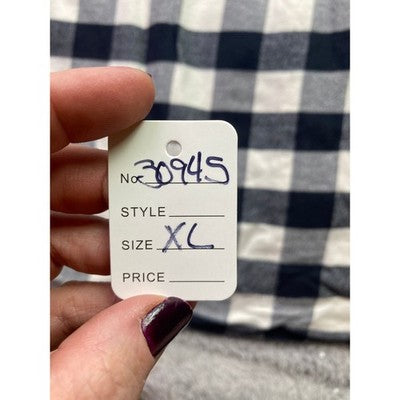 No. 30945
STYLE
SIZE XL
PRICE